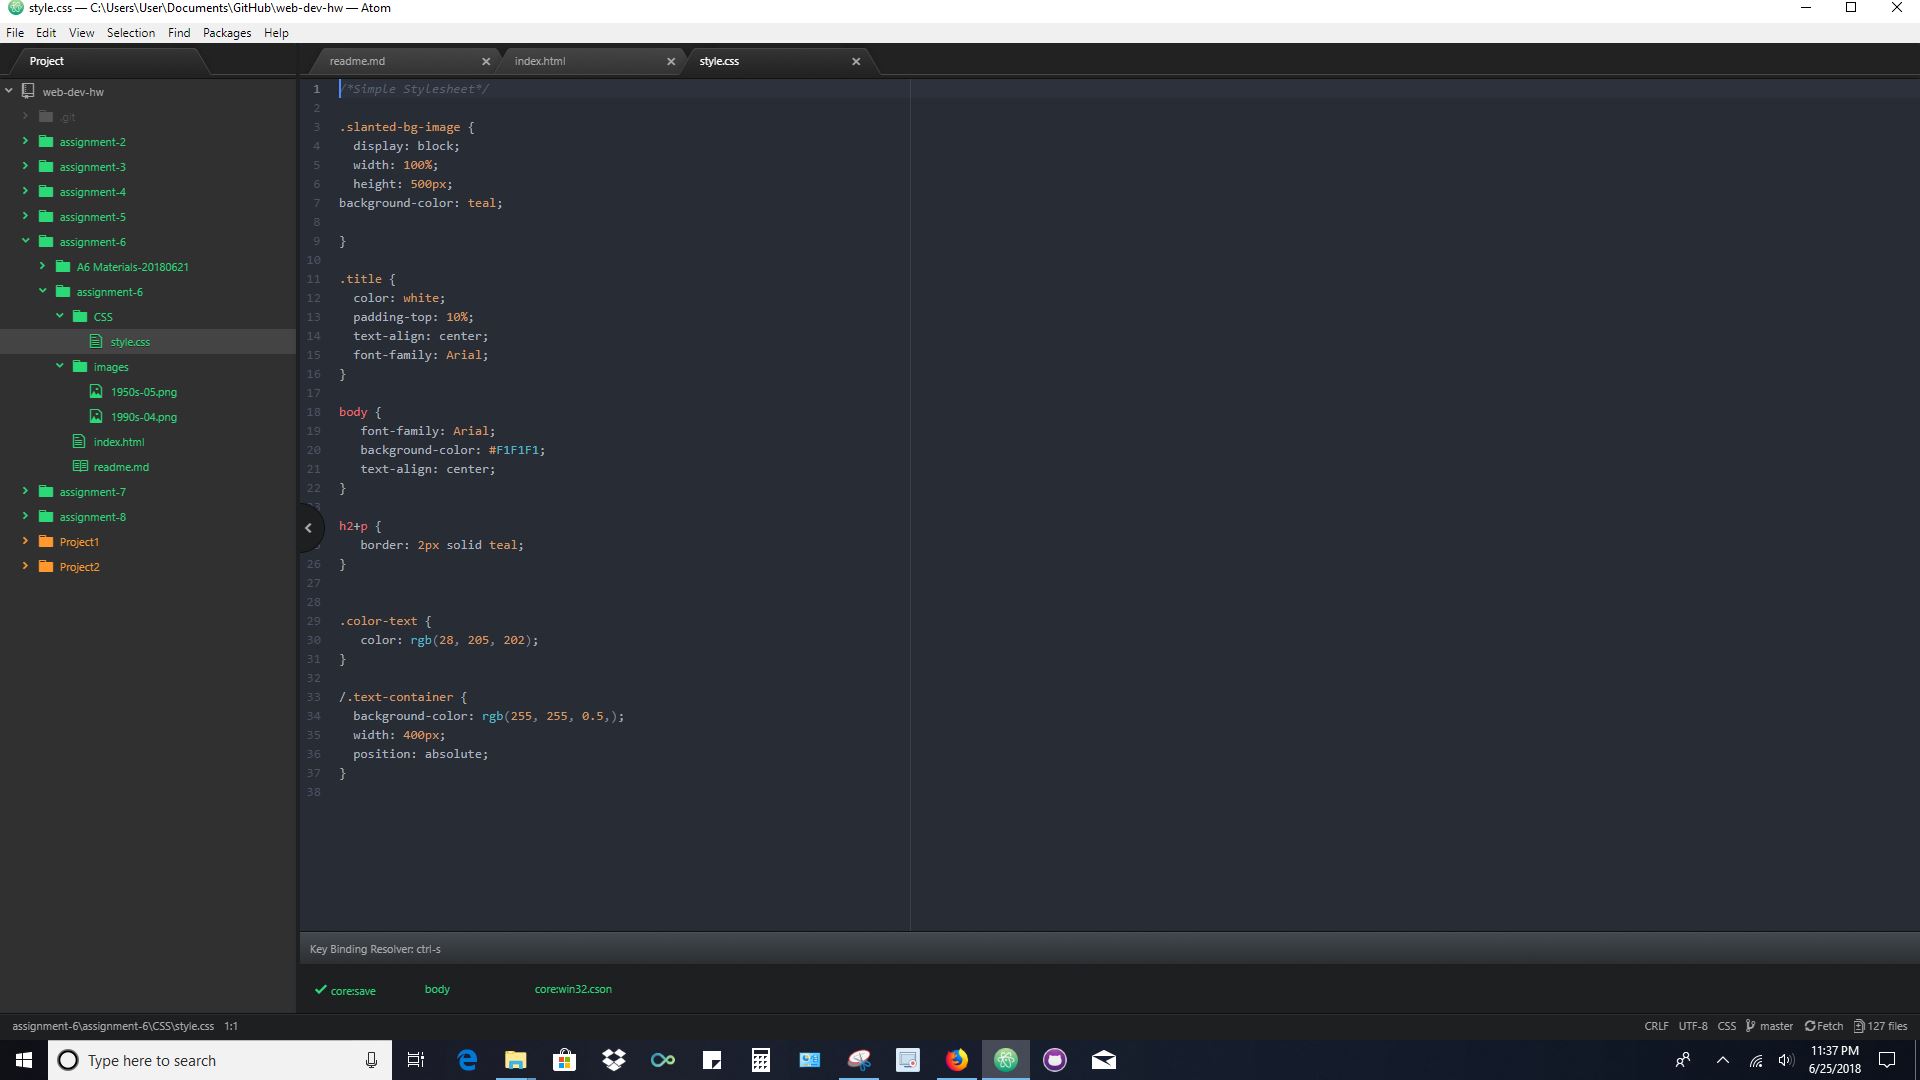 style.css — C:\Users\User\Documents\GitHub\web-dev-hw — Atom
File Edit View Selection Find Packages Help
Project
readme.md
index.html
style.css
web-dev-hw
.git
assignment-2
assignment-3
assignment-4
assignment-5
assignment-6
A6 Materials-20180621
assignment-6
CSS
style.css
images
1950s-05.png
1990s-04.png
index.html
readme.md
assignment-7
assignment-8
Project1
Project2
1 /*Simple Stylesheet*/
2
3 .slanted-bg-image {
4 display: block;
5 width: 100%;
6 height: 500px;
7 background-color: teal;
8
9 }
10
11 .title {
12 color: white;
13 padding-top: 10%;
14 text-align: center;
15 font-family: Arial;
16 }
17
18 body {
19 font-family: Arial;
20 background-color: #F1F1F1;
21 text-align: center;
22 }
h2+p {
border: 2px solid teal;
26 }
27
28
29 .color-text {
30 color: rgb(28, 205, 202);
31 }
32
33 /.text-container {
34 background-color: rgb(255, 255, 0.5,);
35 width: 400px;
36 position: absolute;
37 }
38
Key Binding Resolver: ctrl-s
core:save body core:win32.cson
assignment-6\assignment-6\CSS\style.css 1:1
CRLF UTF-8 CSS master Fetch 127 files
Type here to search
11:37 PM
6/25/2018